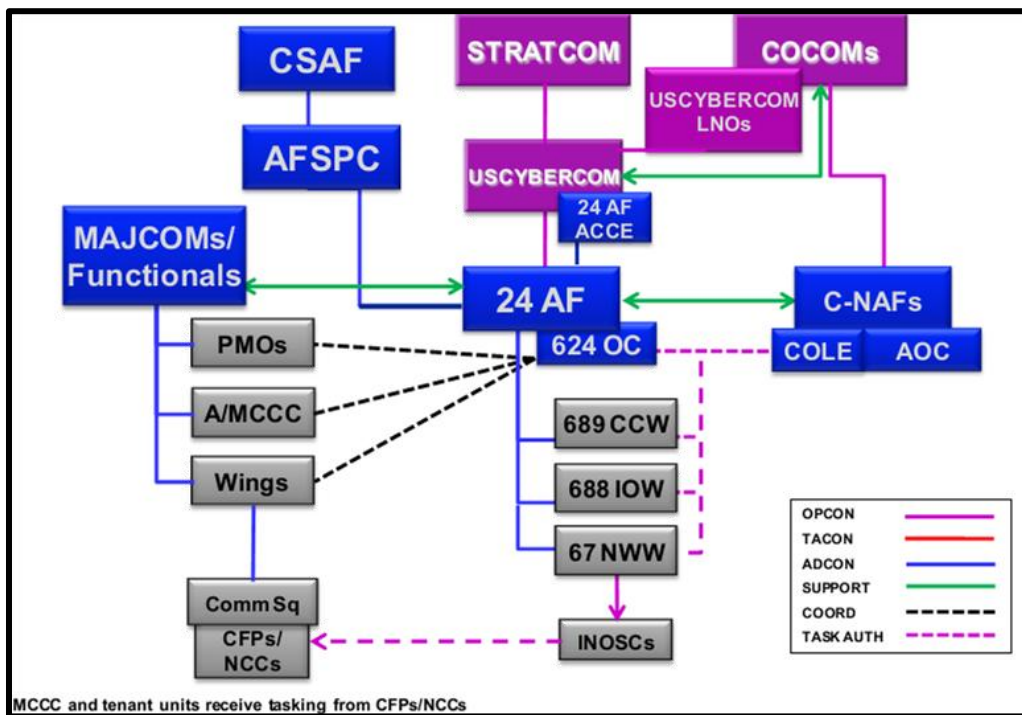 CSAF
STRATCOM
COCOMs
USCYBERCOM
LNOs
AFSPC
USCYBERCOM
24 AF
ACCE
MAJCOMs/
Functionals
24 AF
C-NAFs
624 OC
COLE
AOC
PMOs
A/MCCC
Wings
689 CCW
688 IOW
67 NWW
Comm Sq
CFPs/
NCCs
INOSCs
OPCON
TACON
ADCON
SUPPORT
COORD
TASK AUTH
MCCC and tenant units receive tasking from CFPs/NCCs